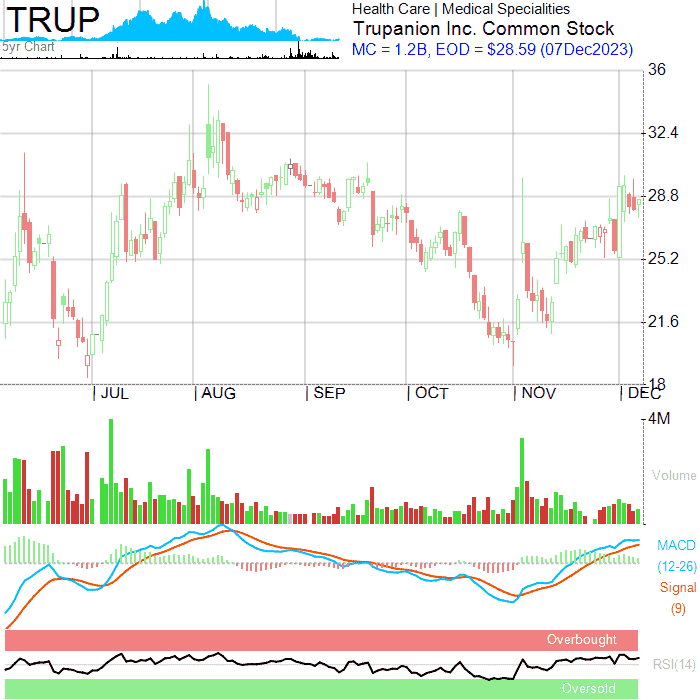 TRUP
5yr Chart
Health Care | Medical Specialities
Trupanion Inc. Common Stock
MC = 1.2B, EOD = $28.59 (07Dec2023)
36
32.4
28.8
25.2
21.6
18
JUL AUG SEP OCT NOV DEC
4M
Volume
MACD
(12-26)
Signal
(9)
Overbought
RSI(14)
Oversold